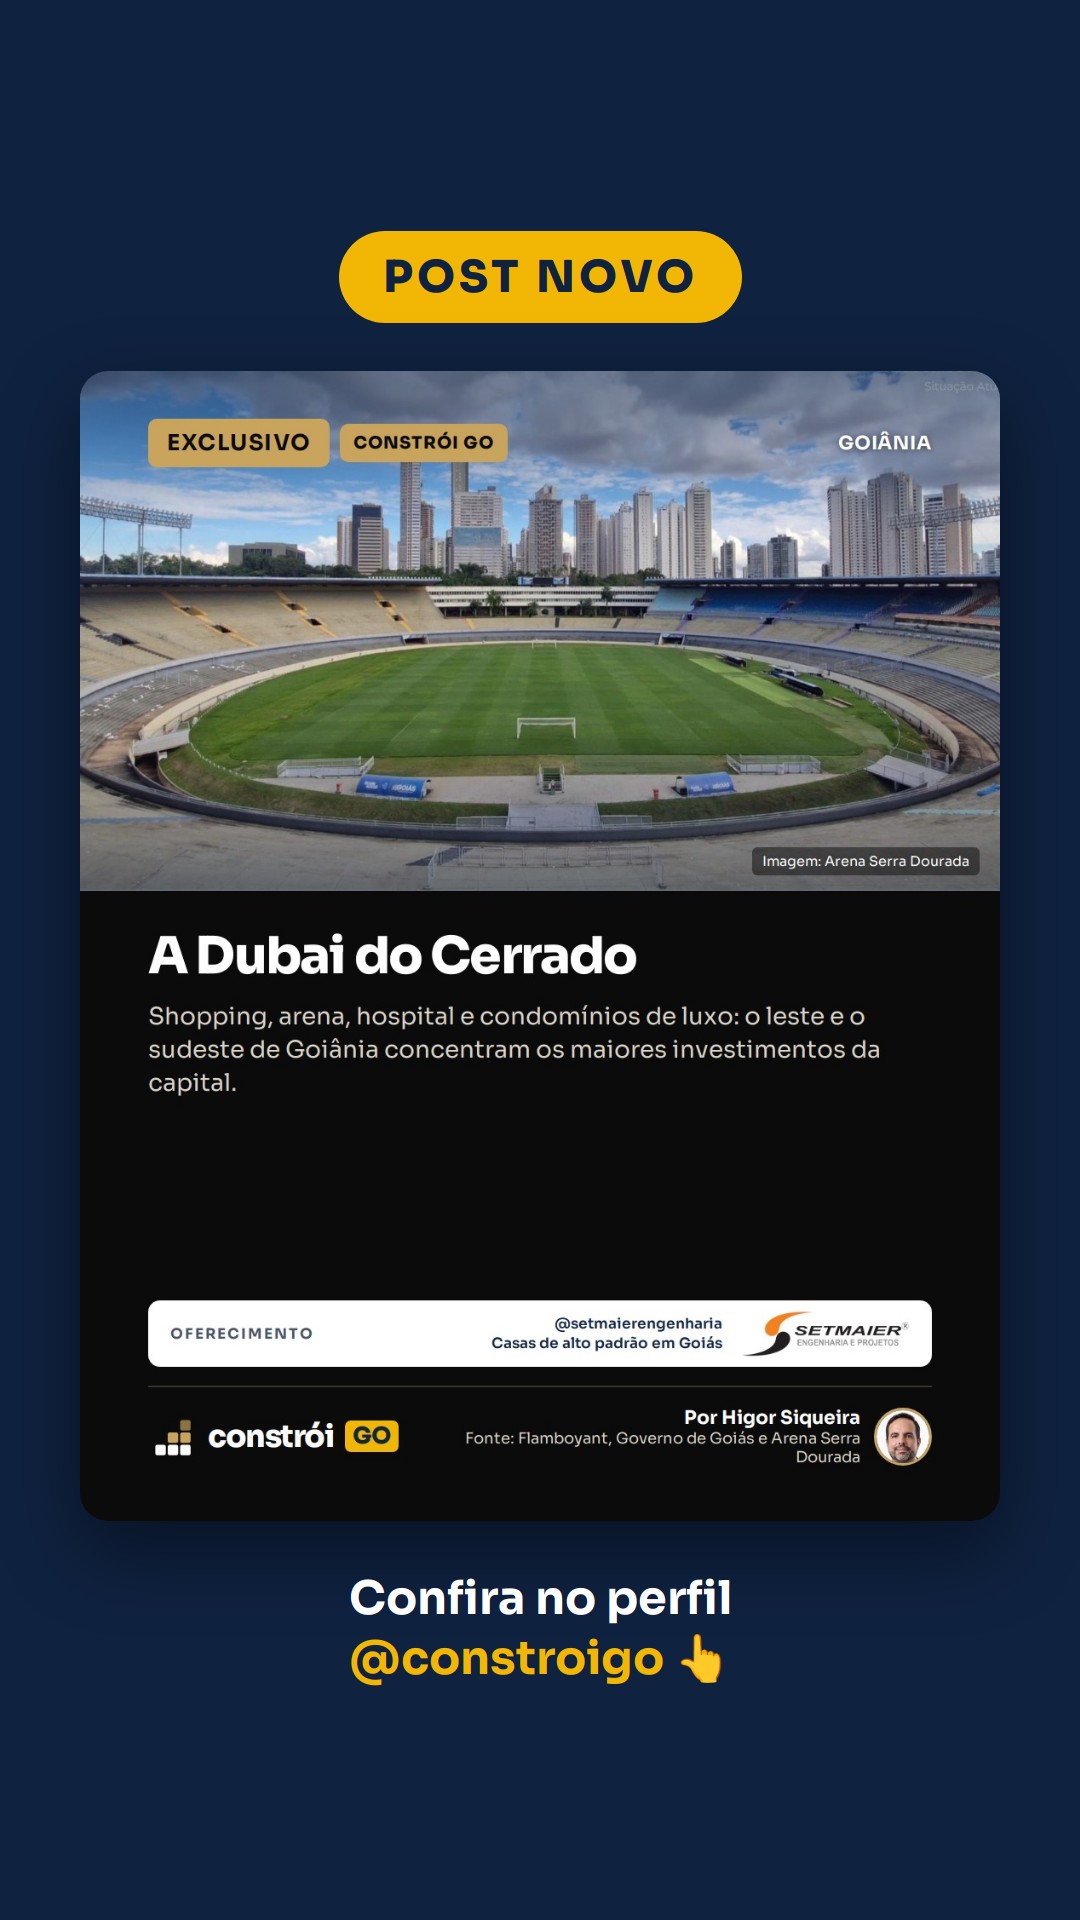 POST NOVO
Situação Atu
EXCLUSIVO
CONSTRÓI GO
GOIÂNIA
GOIÁS
Imagem: Arena Serra Dourada
A Dubai do Cerrado
Shopping, arena, hospital e condomínios de luxo: o leste e o
sudeste de Goiânia concentram os maiores investimentos da
capital.
OFERECIMENTO
@setmaierengenharia
Casas de alto padrão em Goiás
SETMAIER®
ENGENHARIA E PROJETOS
constrói GO
Por Higor Siqueira
Fonte: Flamboyant, Governo de Goiás e Arena Serra
Dourada
Confira no perfil
@constroigo 👆